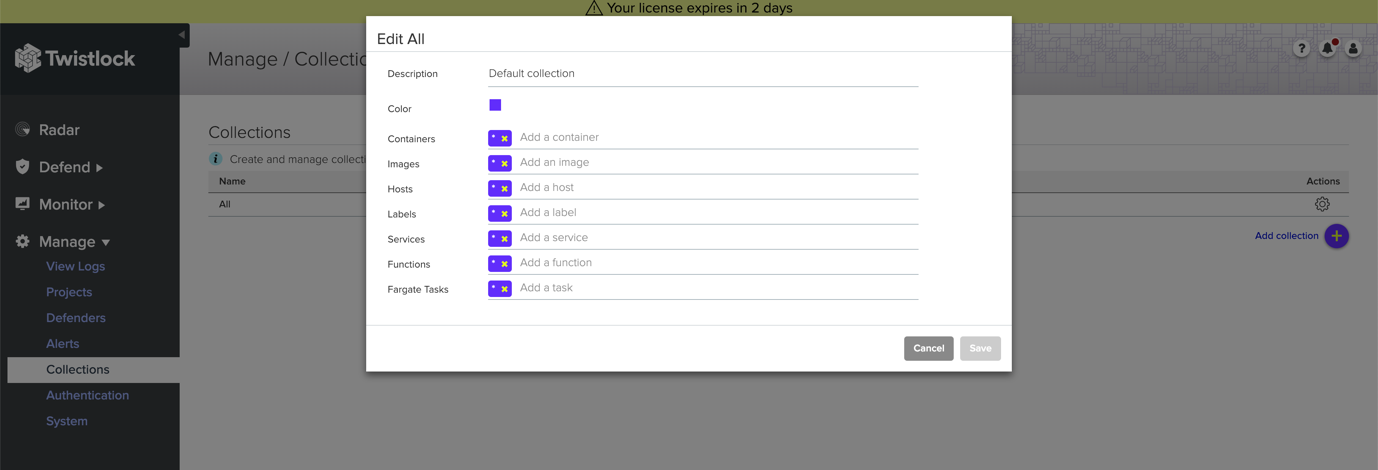 Your license expires in 2 days
Twistlock
Manage / Collectio
Radar
Defend
Monitor
Manage
View Logs
Projects
Defenders
Alerts
Collections
Authentication
System
Collections
Create and manage collecti
Name
Actions
All
Add collection
Edit All
Description Default collection
Color
Containers * Add a container
Images * Add an image
Hosts * Add a host
Labels * Add a label
Services * Add a service
Functions * Add a function
Fargate Tasks * Add a task
Cancel Save